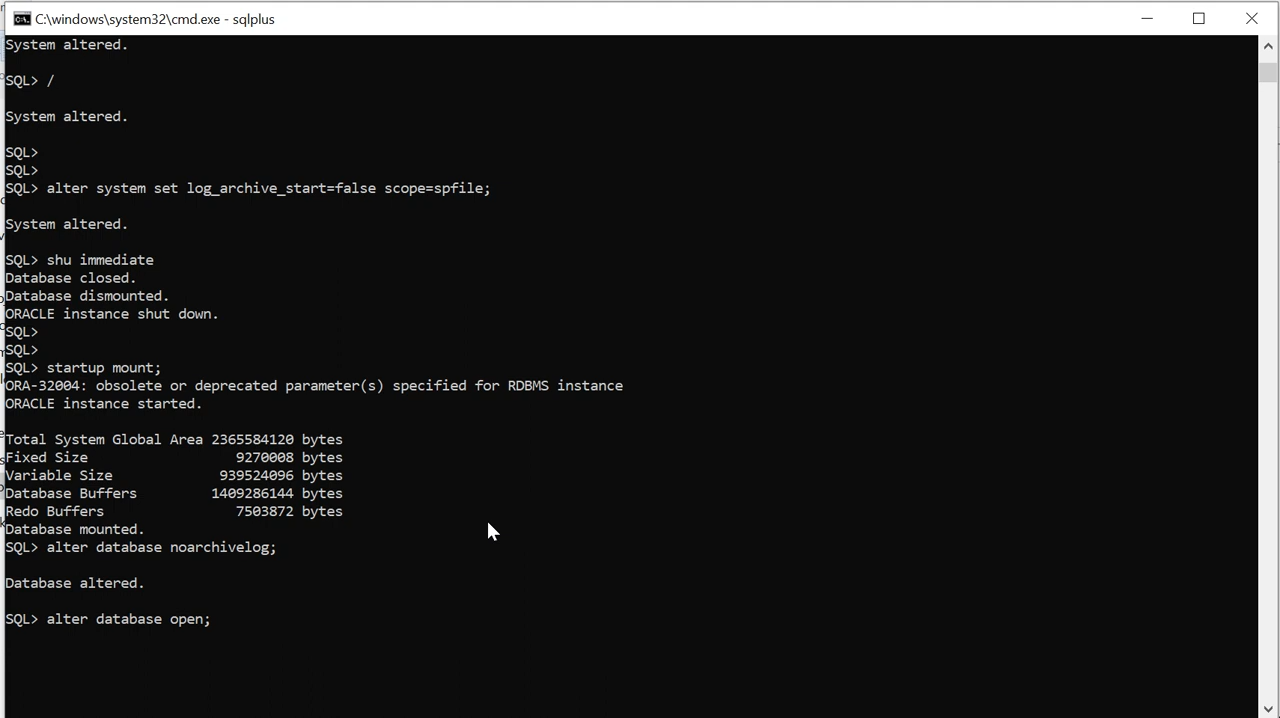 C:\windows\system32\cmd.exe - sqlplus
System altered.
SQL> /
System altered.
SQL>
SQL>
SQL> alter system set log_archive_start=false scope=spfile;
System altered.
SQL> shu immediate
Database closed.
Database dismounted.
ORACLE instance shut down.
SQL>
SQL>
SQL> startup mount;
ORA-32004: obsolete or deprecated parameter(s) specified for RDBMS instance
ORACLE instance started.
Total System Global Area 2365584120 bytes
Fixed Size 9270008 bytes
Variable Size 939524096 bytes
Database Buffers 1409286144 bytes
Redo Buffers 7503872 bytes
Database mounted.
SQL> alter database noarchivelog;
Database altered.
SQL> alter database open;